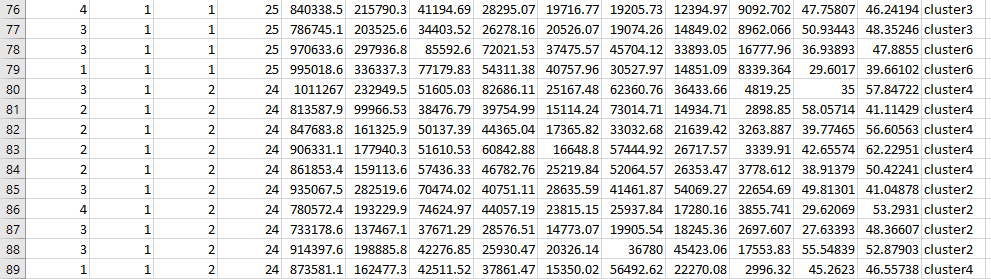 76 4 1 1 25 840338.5 215790.3 41194.69 28295.07 19716.77 19205.73 12394.97 9092.702 47.75807 46.24194 cluster3
77 3 1 1 25 786745.1 203525.6 34403.52 26278.16 20526.07 19074.26 14849.02 8962.066 50.93443 48.35246 cluster3
78 3 1 1 25 970633.6 297936.8 85592.6 72021.53 37475.57 45704.12 33893.05 16777.96 36.93893 47.8855 cluster6
79 1 1 1 25 995018.6 336337.3 77179.83 54311.38 40757.96 30527.97 14851.09 8339.364 29.6017 39.66102 cluster6
80 3 1 2 24 1011267 232949.5 51605.03 82686.11 25167.48 62360.76 36433.66 4819.25 35 57.84722 cluster4
81 2 1 2 24 813587.9 99966.53 38476.79 39754.99 15114.24 73014.71 14934.71 2898.85 58.05714 41.11429 cluster4
82 2 1 2 24 847683.8 161325.9 50137.39 44365.04 17365.82 33032.68 21639.42 3263.887 39.77465 56.60563 cluster4
83 2 1 2 24 906331.1 177940.3 51610.53 60842.88 16648.8 57444.92 26717.57 3339.91 42.65574 62.22951 cluster4
84 2 1 2 24 861853.4 159113.6 57436.33 46782.76 25219.84 52064.57 26353.47 3778.612 38.91379 50.42241 cluster4
85 3 1 2 24 935067.5 282519.6 70474.02 40751.11 28635.59 41461.87 54069.27 22654.69 49.81301 41.04878 cluster2
86 4 1 2 24 780572.4 193229.9 74624.97 44057.19 23815.15 25937.84 17280.16 3855.741 29.62069 53.2931 cluster2
87 3 1 2 24 733178.6 137467.1 37671.29 28576.51 14773.07 19905.54 18245.36 2697.607 27.63393 48.36607 cluster2
88 3 1 2 24 914397.6 198885.8 42276.85 25930.47 20326.14 36780 45423.06 17553.83 55.54839 52.87903 cluster2
89 1 1 2 24 873581.1 162477.3 42511.52 37861.47 15350.02 56492.62 22270.08 2996.32 45.2623 46.55738 cluster4